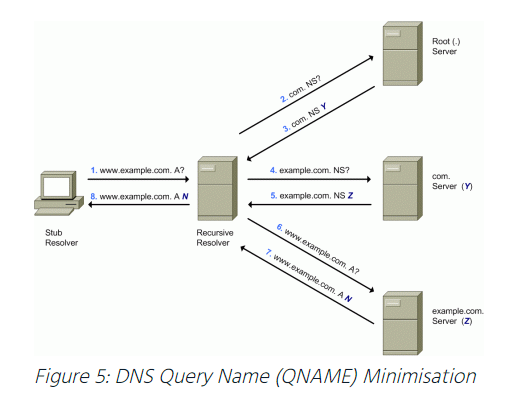 Root (.)
Server
2. com. NS?
3. com. NS Y
1. www.example.com. A?
4. example.com. NS?
com.
Server (Y)
8. www.example.com. A N
5. example.com. NS Z
Stub
Resolver
Recursive
Resolver
6. www.example.com. A?
7. www.example.com. A N
example.com.
Server (Z)
Figure 5: DNS Query Name (QNAME) Minimisation